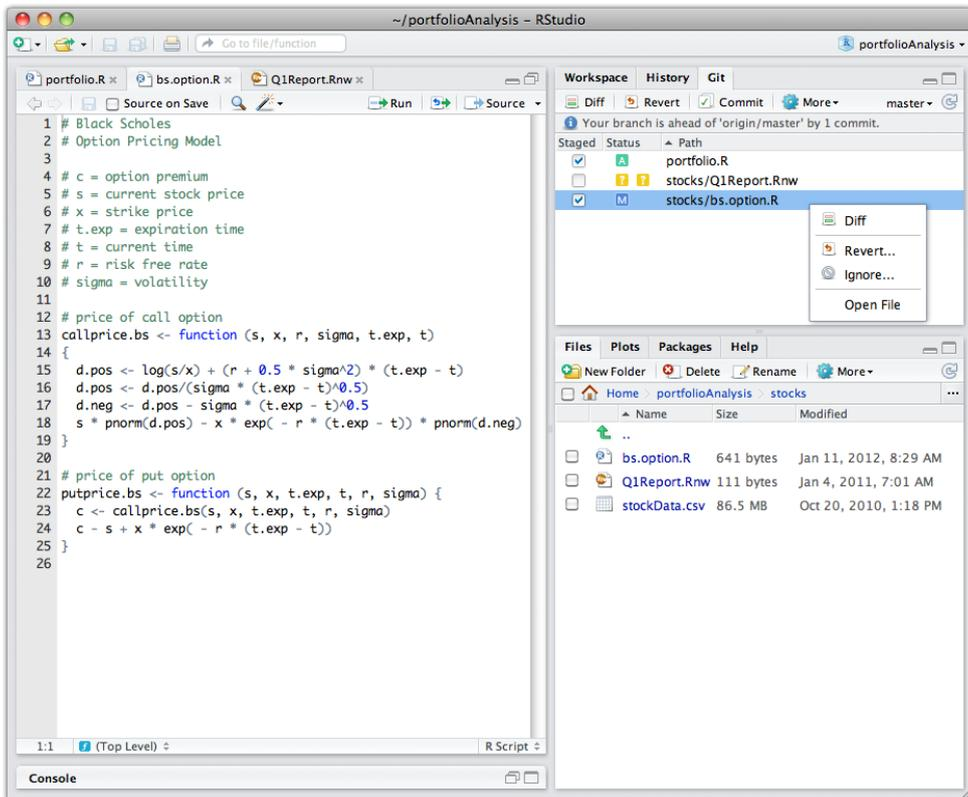 ~/portfolioAnalysis – RStudio
Go to file/function
portfolioAnalysis
portfolio.R bs.option.R Q1Report.Rnw
Source on Save Run Source
1 # Black Scholes
2 # Option Pricing Model
3
4 # c = option premium
5 # s = current stock price
6 # x = strike price
7 # t.exp = expiration time
8 # t = current time
9 # r = risk free rate
10 # sigma = volatility
11
12 # price of call option
13 callprice.bs <- function (s, x, r, sigma, t.exp, t)
14 {
15 d.pos <- log(s/x) + (r + 0.5 * sigma^2) * (t.exp - t)
16 d.pos <- d.pos/(sigma * (t.exp - t)^0.5)
17 d.neg <- d.pos - sigma * (t.exp - t)^0.5
18 s * pnorm(d.pos) - x * exp( - r * (t.exp - t)) * pnorm(d.neg)
19 }
20
21 # price of put option
22 putprice.bs <- function (s, x, t.exp, t, r, sigma) {
23 c <- callprice.bs(s, x, t.exp, t, r, sigma)
24 c - s + x * exp( - r * (t.exp - t))
25 }
26
1:1 (Top Level) R Script
Console
Workspace History Git
Diff Revert Commit More master
Your branch is ahead of 'origin/master' by 1 commit.
Staged Status Path
A portfolio.R
? ? stocks/Q1Report.Rnw
M stocks/bs.option.R
Diff
Revert...
Ignore...
Open File
Files Plots Packages Help
New Folder Delete Rename More
Home portfolioAnalysis stocks ...
Name Size Modified
..
bs.option.R 641 bytes Jan 11, 2012, 8:29 AM
Q1Report.Rnw 111 bytes Jan 4, 2011, 7:01 AM
stockData.csv 86.5 MB Oct 20, 2010, 1:18 PM